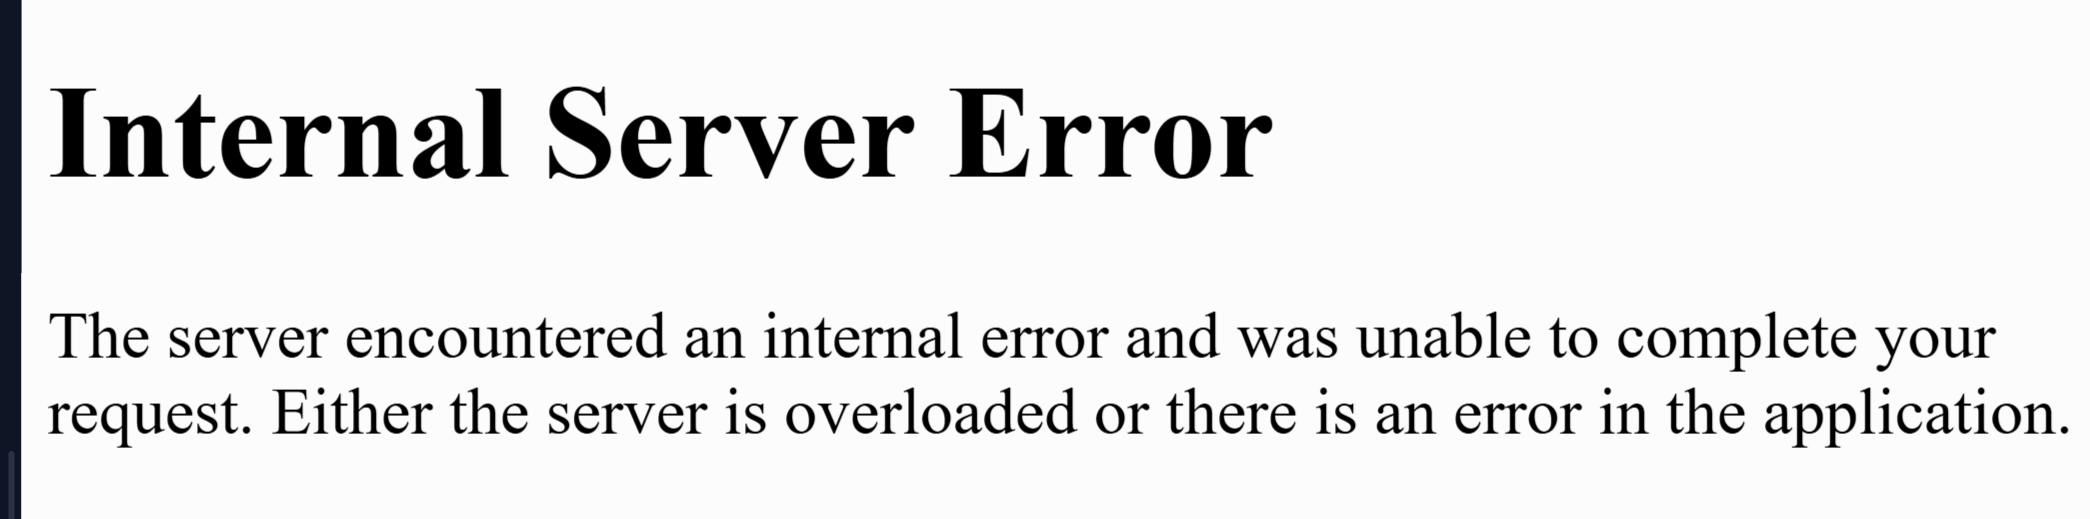 Internal Server Error
The server encountered an internal error and was unable to complete your
request. Either the server is overloaded or there is an error in the application.